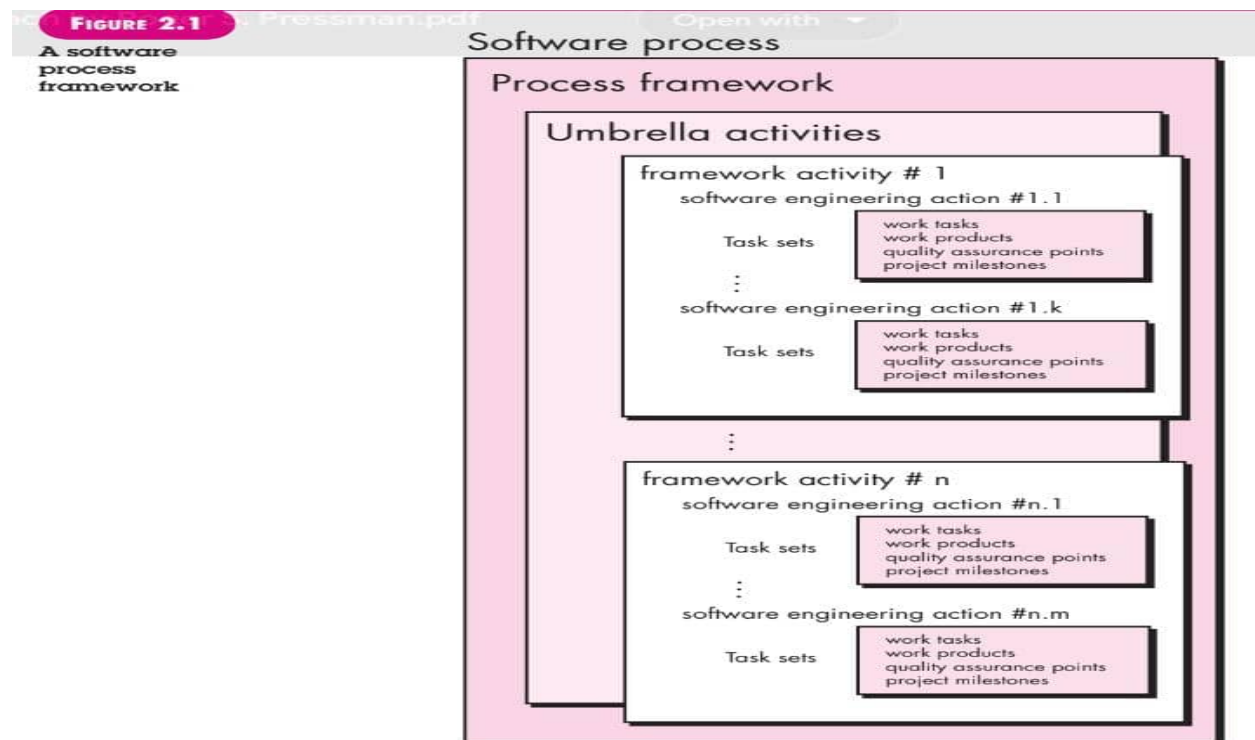 FIGURE 2.1
Pressman.pdf
Open with
A software
process
framework
Software process
Process framework
Umbrella activities
framework activity # 1
software engineering action #1.1
Task sets
work tasks
work products
quality assurance points
project milestones
software engineering action #1.k
Task sets
work tasks
work products
quality assurance points
project milestones
framework activity # n
software engineering action #n.1
Task sets
work tasks
work products
quality assurance points
project milestones
software engineering action #n.m
Task sets
work tasks
work products
quality assurance points
project milestones